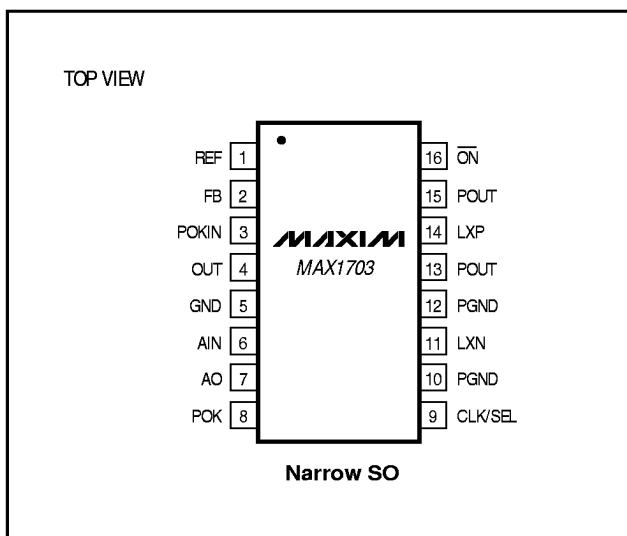 TOP VIEW
REF 1
FB 2
POKIN 3
OUT 4
GND 5
AIN 6
AO 7
POK 8
MAXIM
MAX1703
16 ON
15 POUT
14 LXP
13 POUT
12 PGND
11 LXN
10 PGND
9 CLK/SEL
Narrow SO